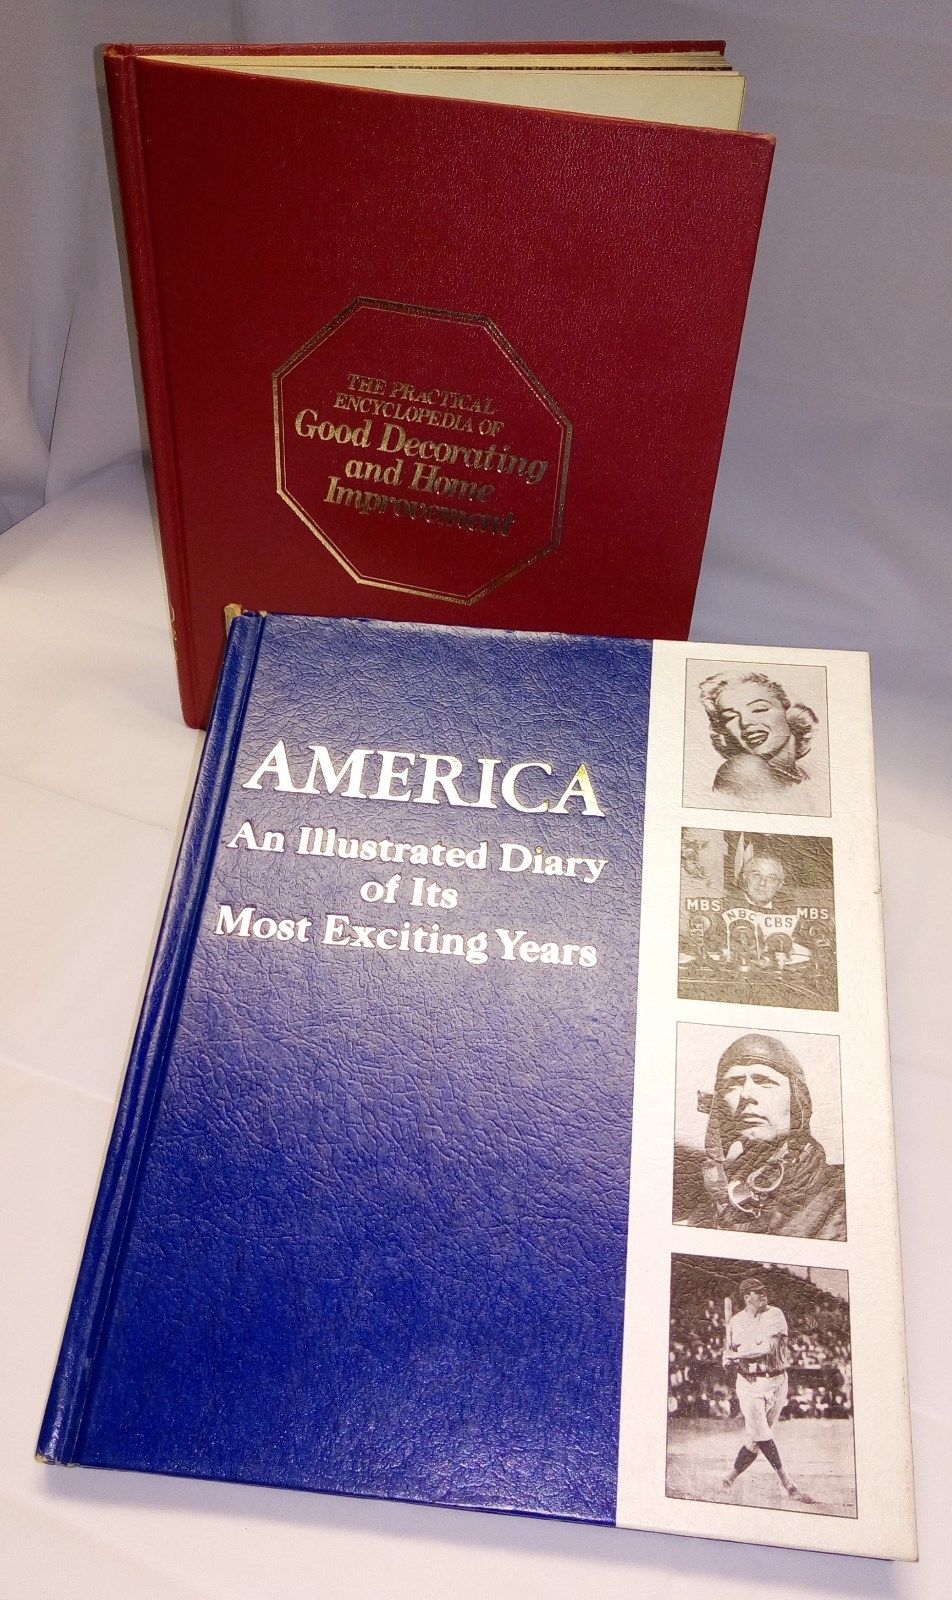 THE PRACTICAL
ENCYCLOPEDIA OF
Good Decorating
and Home
Improvement
AMERICA
An Illustrated Diary
of Its
Most Exciting Years
MBS
NBC
CBS
MBS